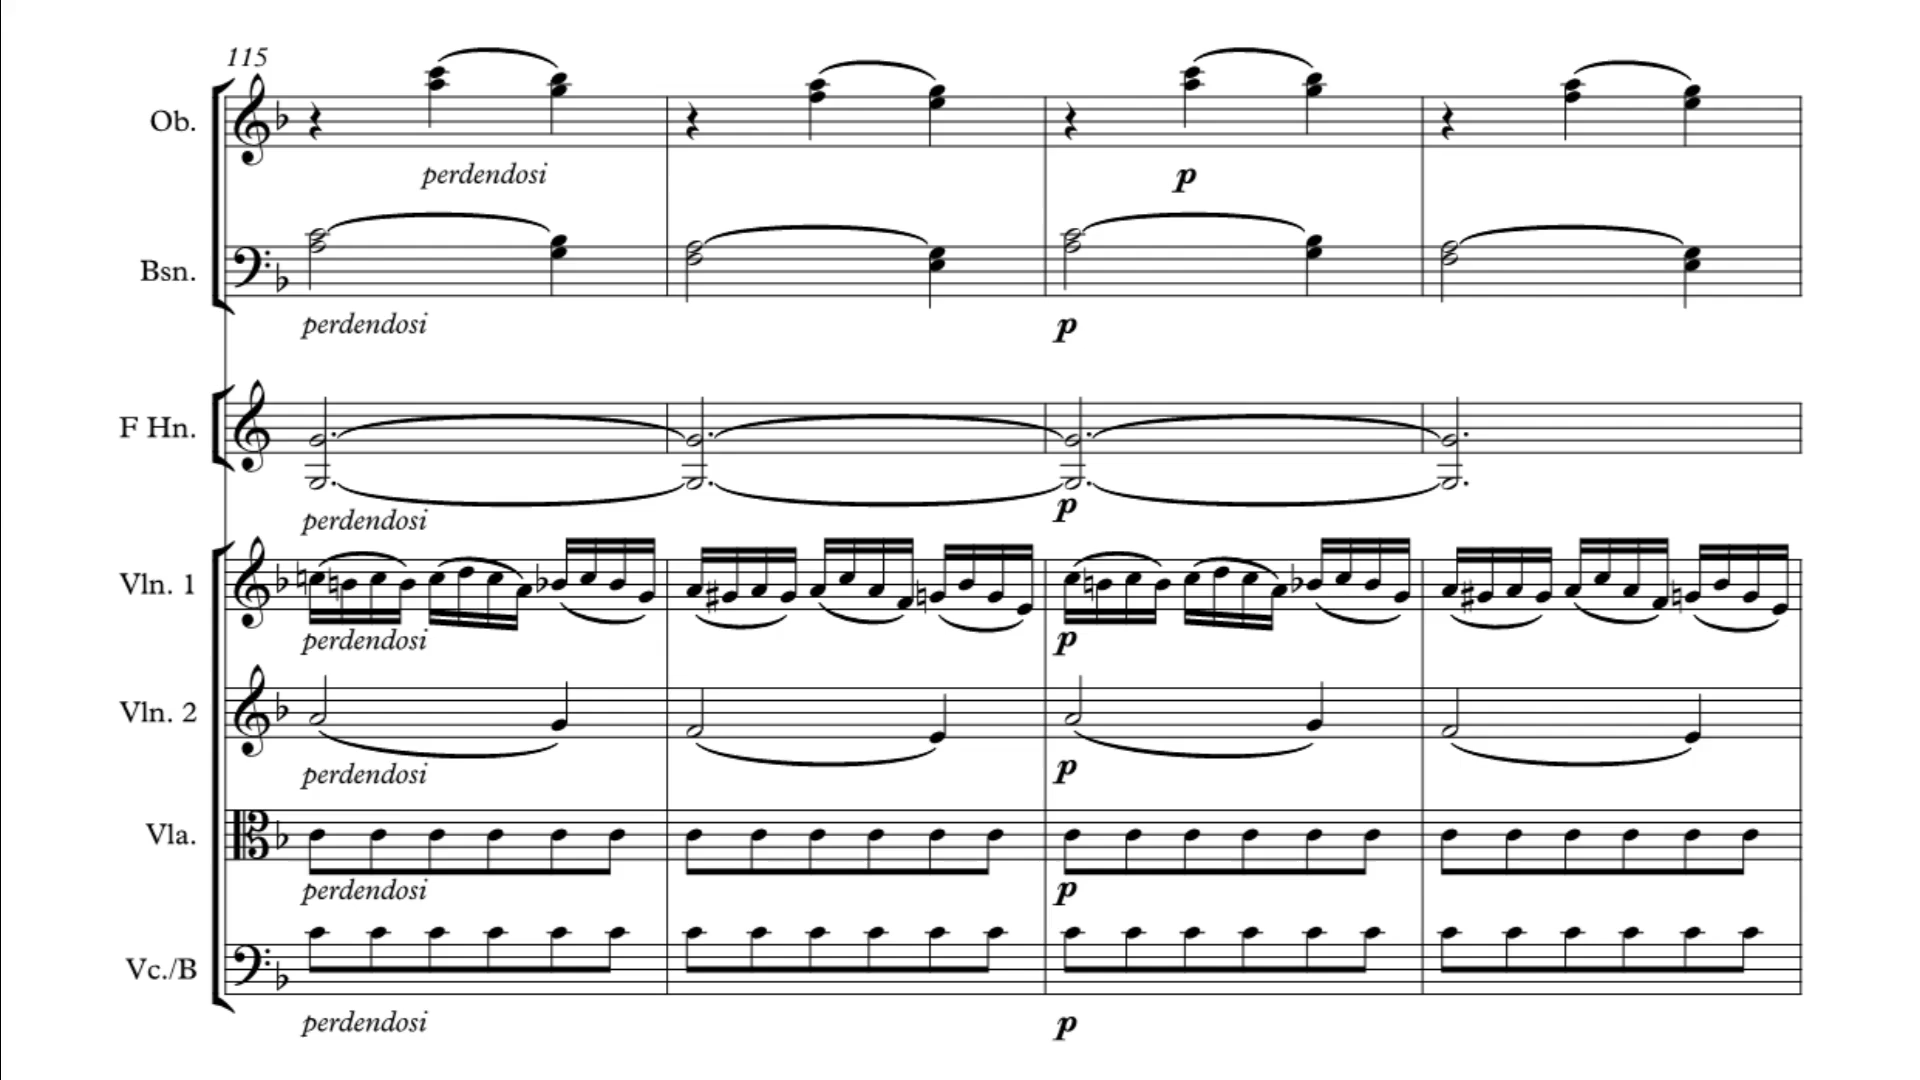 115
Ob.
perdendosi
p
Bsn.
perdendosi
p
F Hn.
perdendosi
p
Vln. 1
perdendosi
p
Vln. 2
perdendosi
p
Vla.
perdendosi
p
Vc./B
perdendosi
p